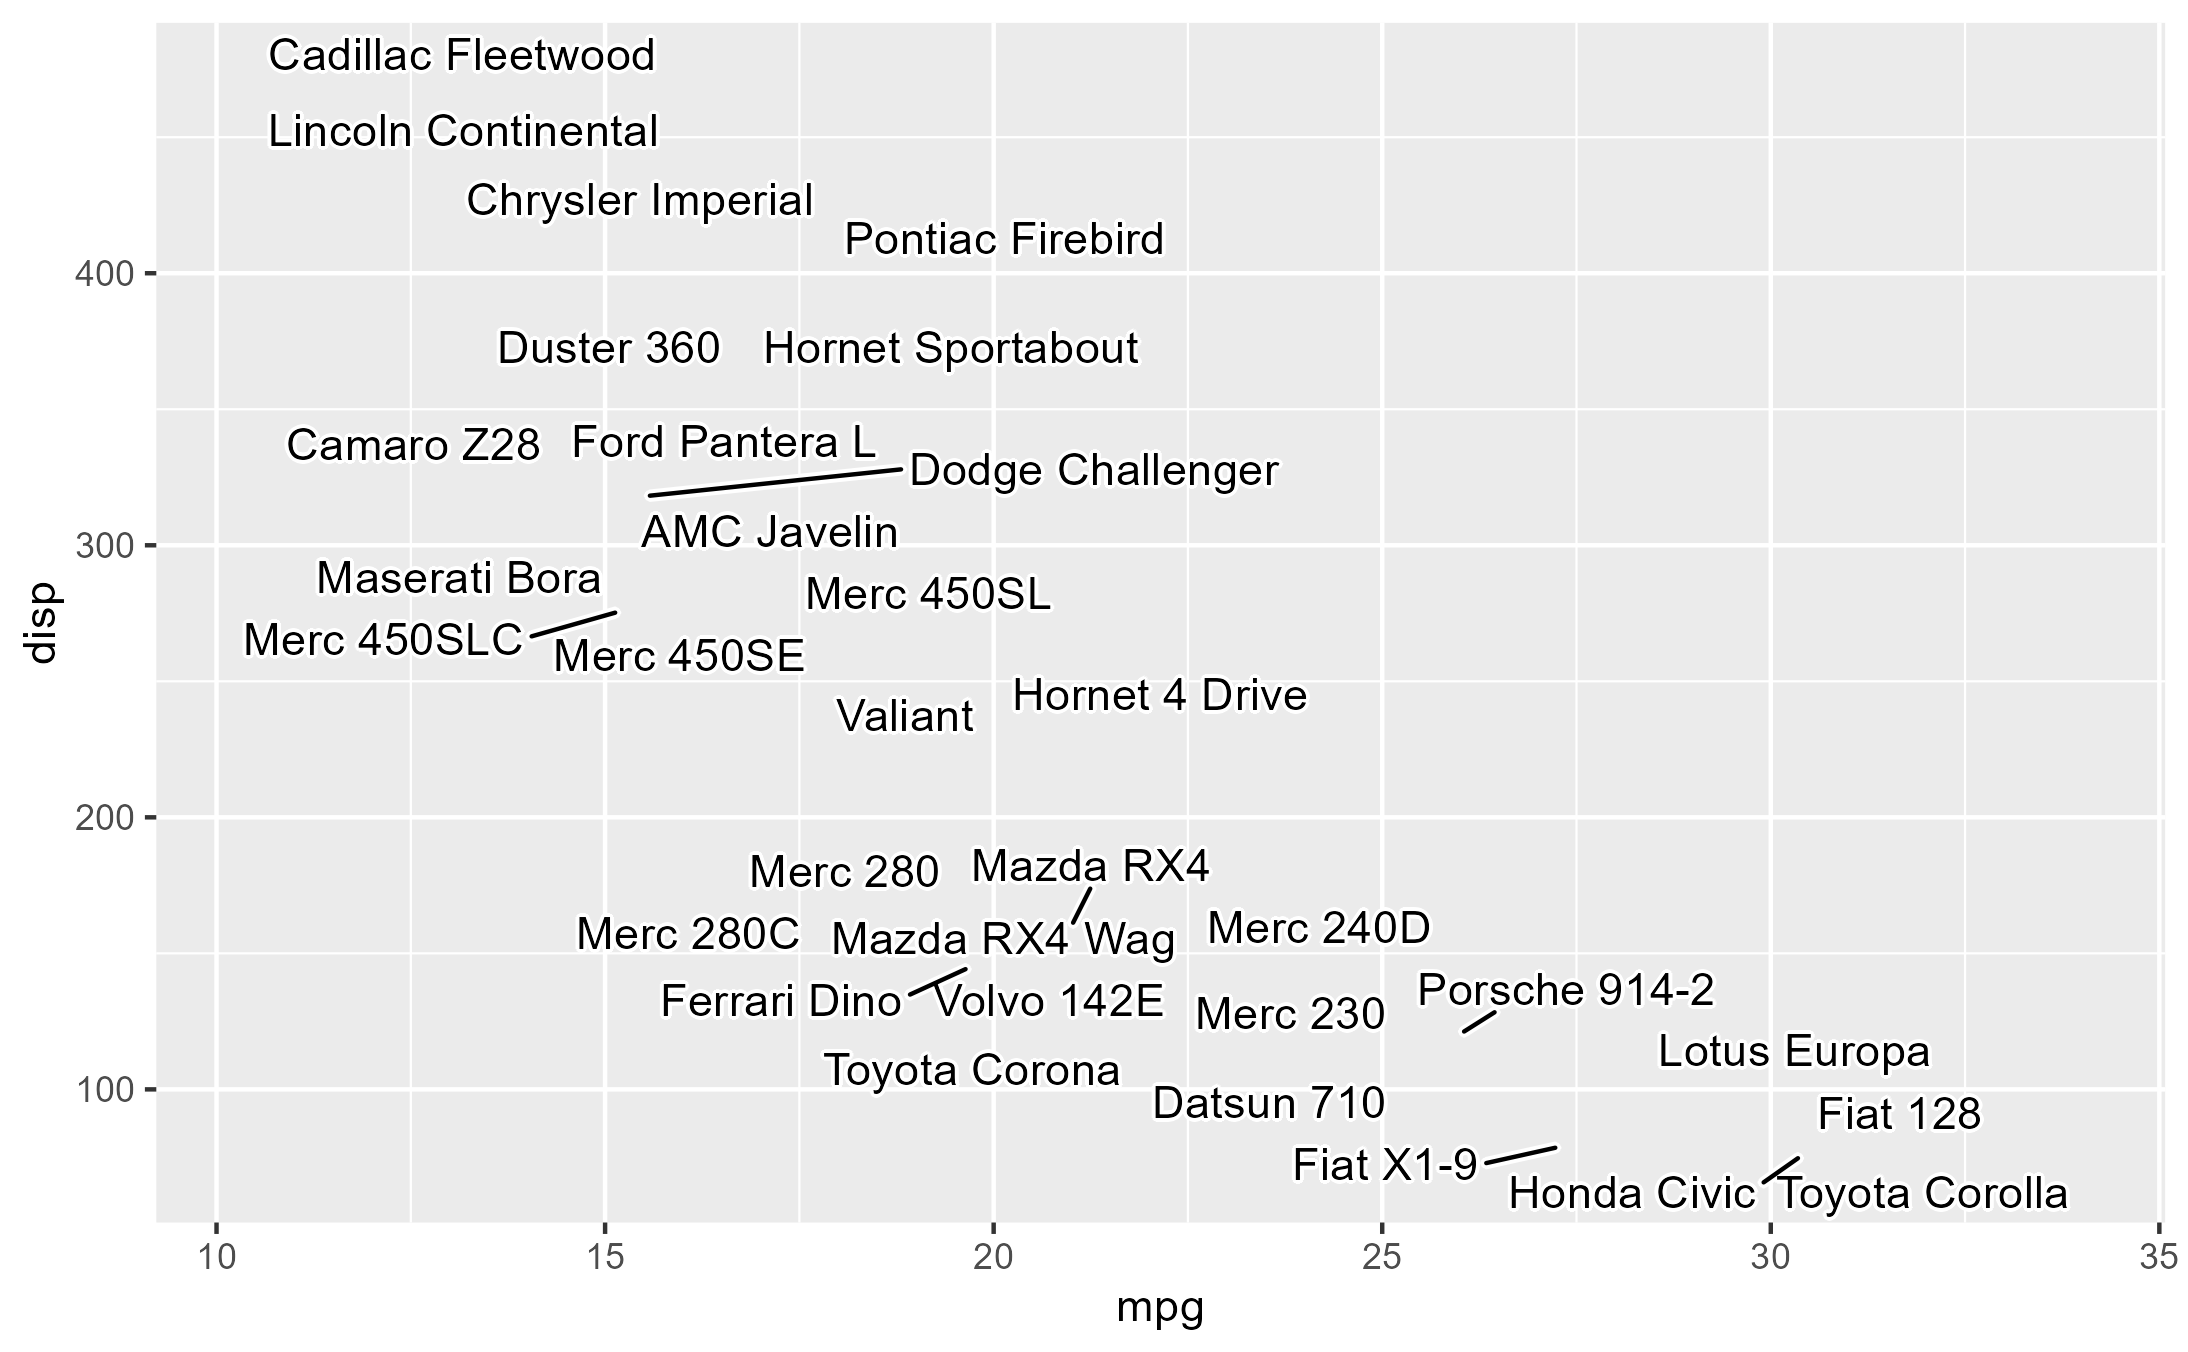 Cadillac Fleetwood
Lincoln Continental
Chrysler Imperial
Pontiac Firebird
400
Duster 360
Hornet Sportabout
Camaro Z28
Ford Pantera L
Dodge Challenger
AMC Javelin
300
Maserati Bora
Merc 450SL
disp
Merc 450SLC
Merc 450SE
Hornet 4 Drive
Valiant
200
Merc 280
Mazda RX4
Merc 280C
Mazda RX4 Wag
Merc 240D
Porsche 914-2
Ferrari Dino
Volvo 142E
Merc 230
Lotus Europa
Toyota Corona
100
Datsun 710
Fiat 128
Fiat X1-9
Honda Civic
Toyota Corolla
10 15 20 25 30 35
mpg